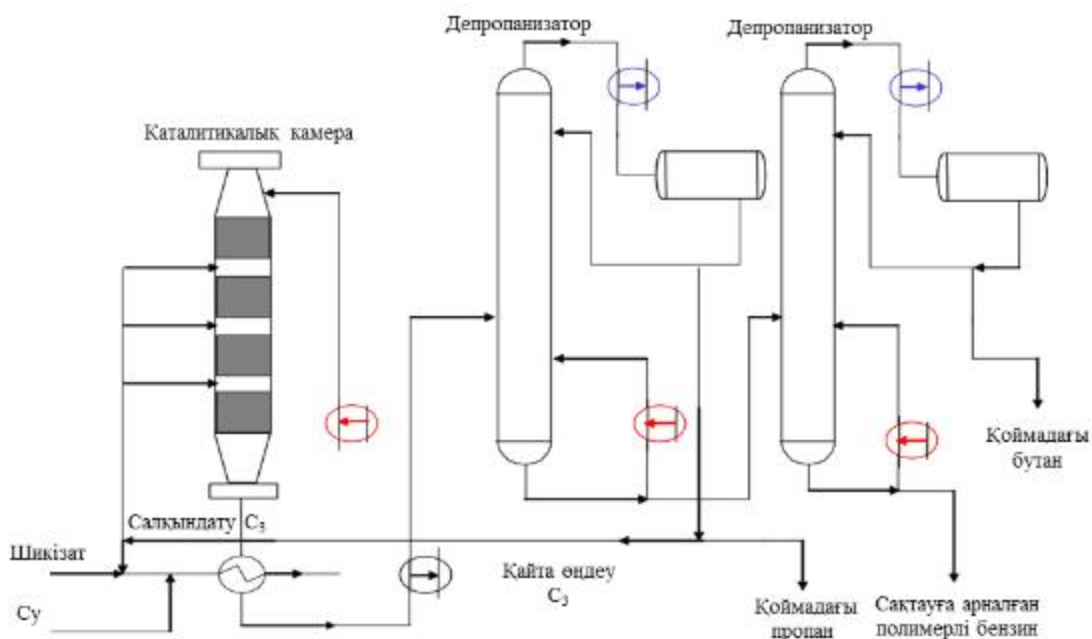 Депропанизатор
Депропанизатор
Каталитикалық камера
Қоймадағы
бутан
Салқындату С₃
Шикізат
Қайта өңдеу
С₃
Су
Қоймадағы
пропан
Сақтауға арналған
полимерлі бензин